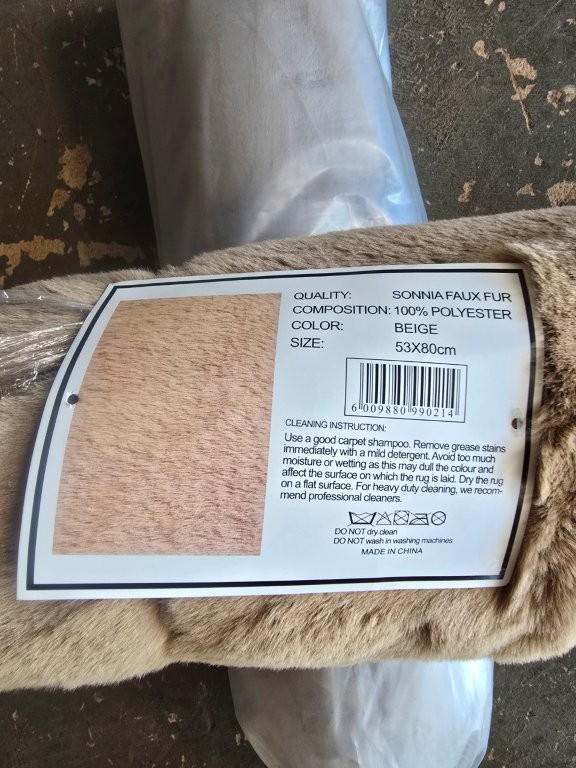 QUALITY: SONNIA FAUX FUR
COMPOSITION: 100% POLYESTER
COLOR: BEIGE
SIZE: 53X80cm
6 009880 990214
CLEANING INSTRUCTION:
Use a good carpet shampoo. Remove grease stains
immediately with a mild detergent. Avoid too much
moisture or wetting as this may dull the colour and
affect the surface on which the rug is laid. Dry the rug
on a flat surface. For heavy duty cleaning, we recom-
mend professional cleaners.
DO NOT dry clean
DO NOT wash in washing machines
MADE IN CHINA